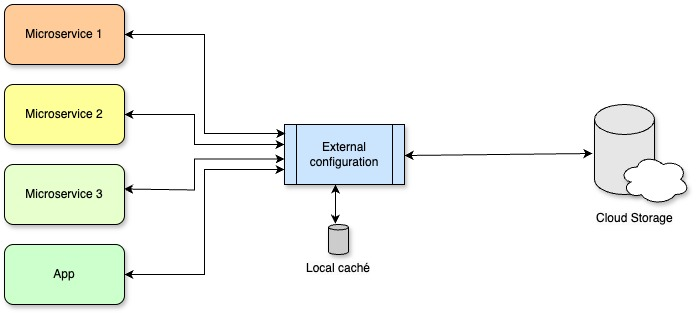 Microservice 1
Microservice 2
External
configuration
Microservice 3
Cloud Storage
App
Local caché